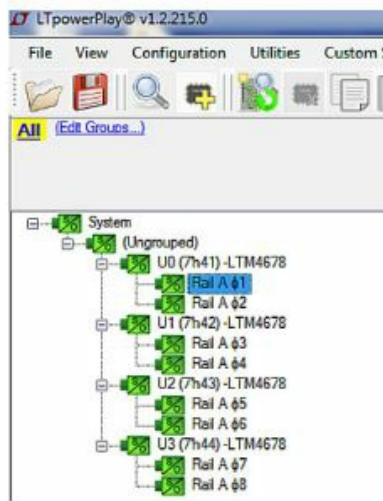 LTpowerPlay® v1.2.215.0
File View Configuration Utilities Custom
All (Edit Groups...)
System
(Ungrouped)
U0 (7h41) -LTM4678
Rail A ϕ1
Rail A ϕ2
U1 (7h42) -LTM4678
Rail A ϕ3
Rail A ϕ4
U2 (7h43) -LTM4678
Rail A ϕ5
Rail A ϕ6
U3 (7h44) -LTM4678
Rail A ϕ7
Rail A ϕ8